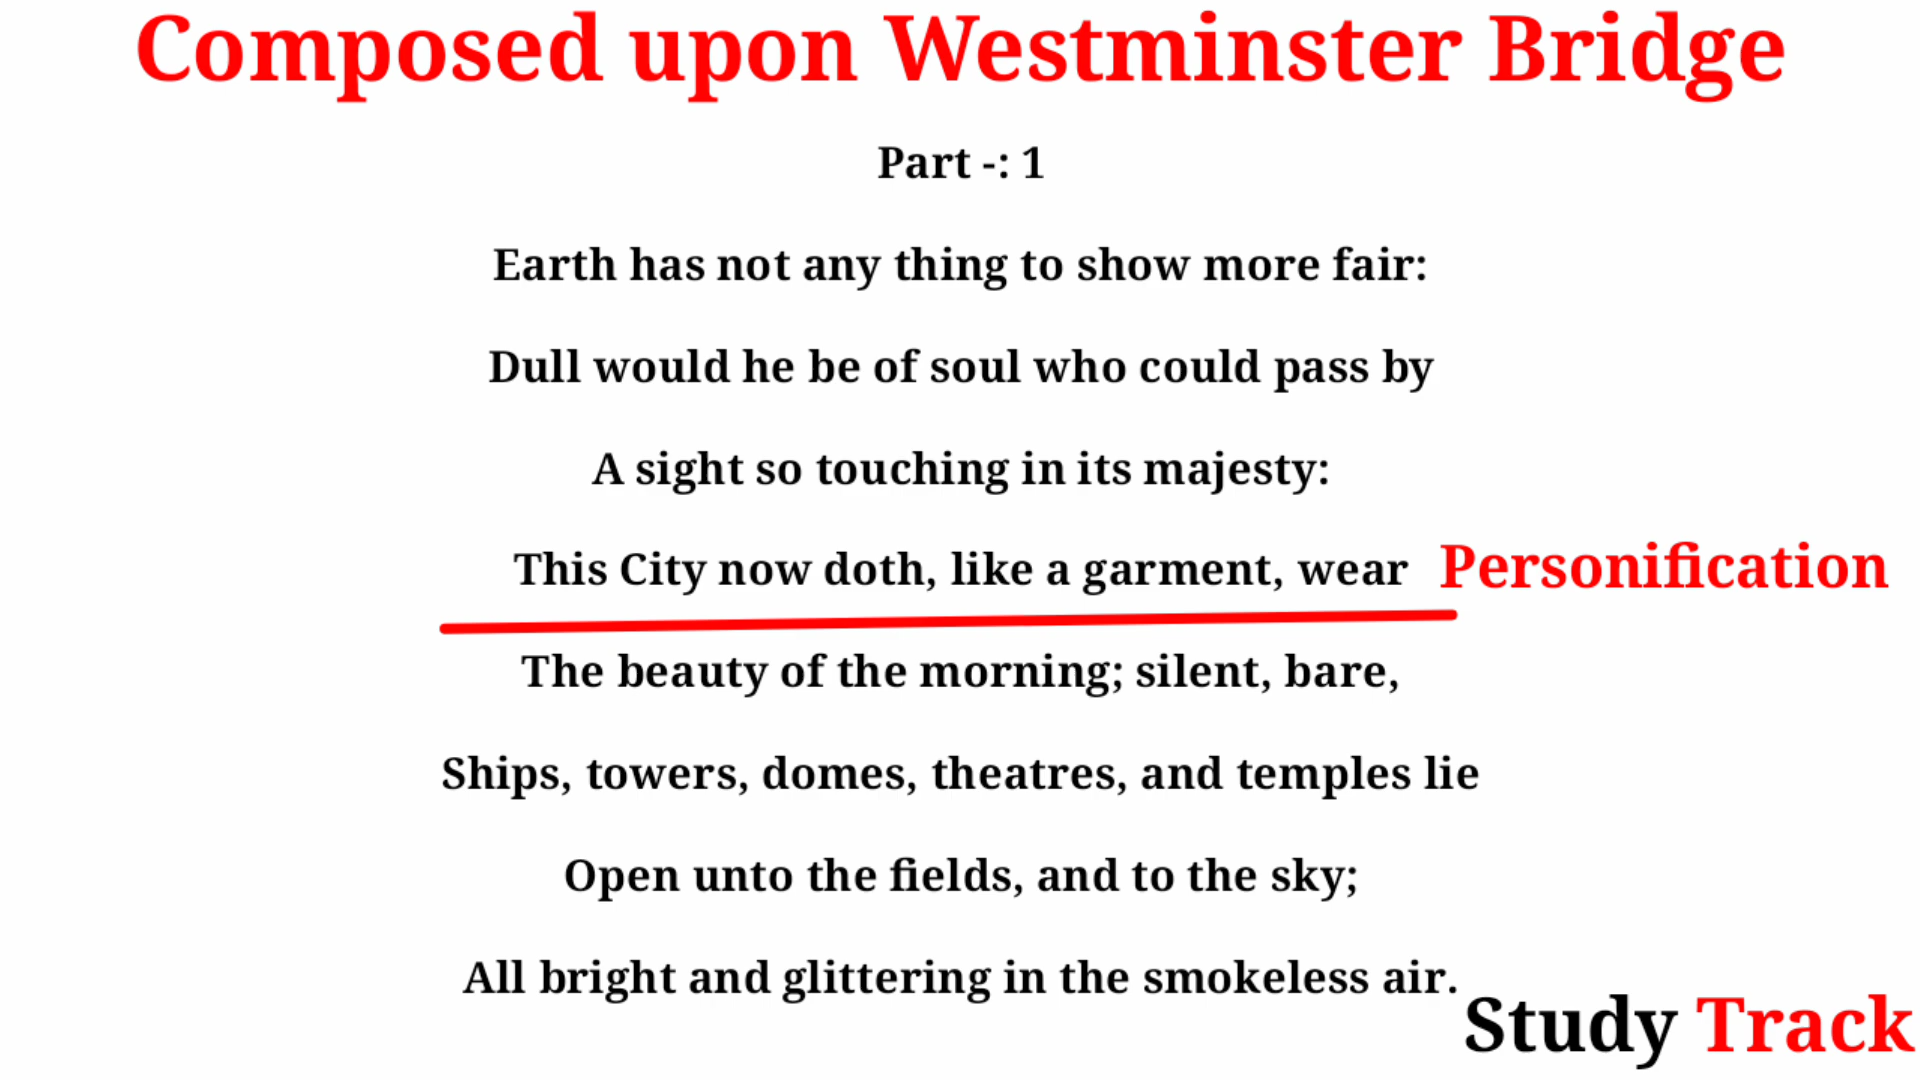 Composed upon Westminster Bridge
Part -: 1
Earth has not any thing to show more fair:
Dull would he be of soul who could pass by
A sight so touching in its majesty:
This City now doth, like a garment, wear Personification
The beauty of the morning; silent, bare,
Ships, towers, domes, theatres, and temples lie
Open unto the fields, and to the sky;
All bright and glittering in the smokeless air.
Study Track